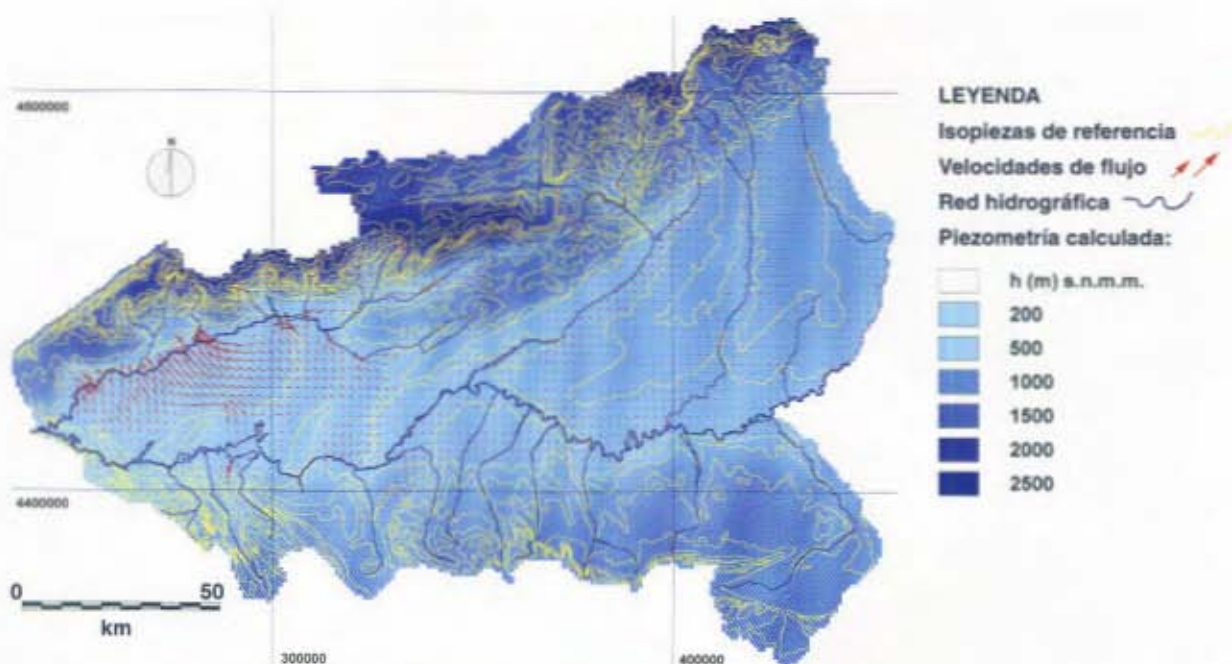 4500000
N
4400000
0 50
km
300000
400000
LEYENDA
Isopiezas de referencia
Velocidades de flujo
Red hidrográfica
Piezometría calculada:
h (m) s.n.m.m.
200
500
1000
1500
2000
2500